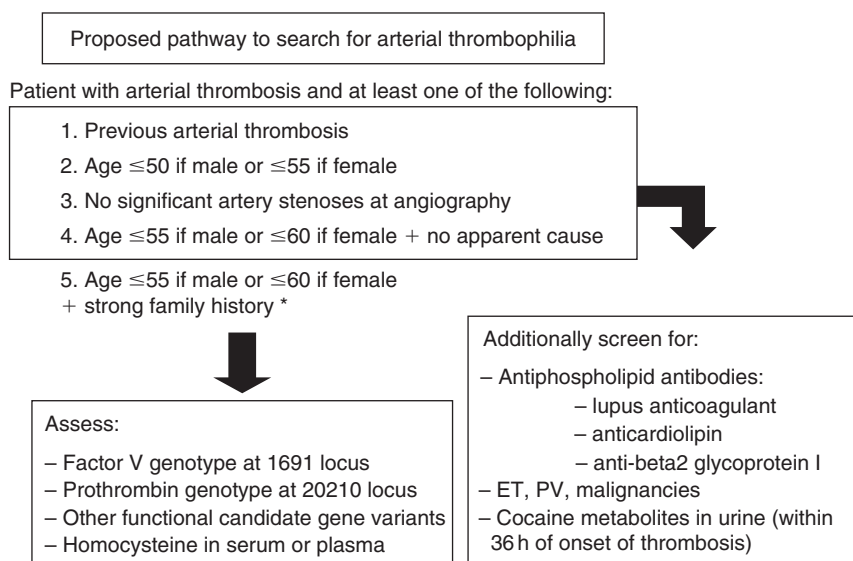 Proposed pathway to search for arterial thrombophilia
Patient with arterial thrombosis and at least one of the following:
1. Previous arterial thrombosis
2. Age ≤50 if male or ≤55 if female
3. No significant artery stenoses at angiography
4. Age ≤55 if male or ≤60 if female + no apparent cause
5. Age ≤55 if male or ≤60 if female
+ strong family history *
Assess:
– Factor V genotype at 1691 locus
– Prothrombin genotype at 20210 locus
– Other functional candidate gene variants
– Homocysteine in serum or plasma
Additionally screen for:
– Antiphospholipid antibodies:
– lupus anticoagulant
– anticardiolipin
– anti-beta2 glycoprotein I
– ET, PV, malignancies
– Cocaine metabolites in urine (within
36 h of onset of thrombosis)